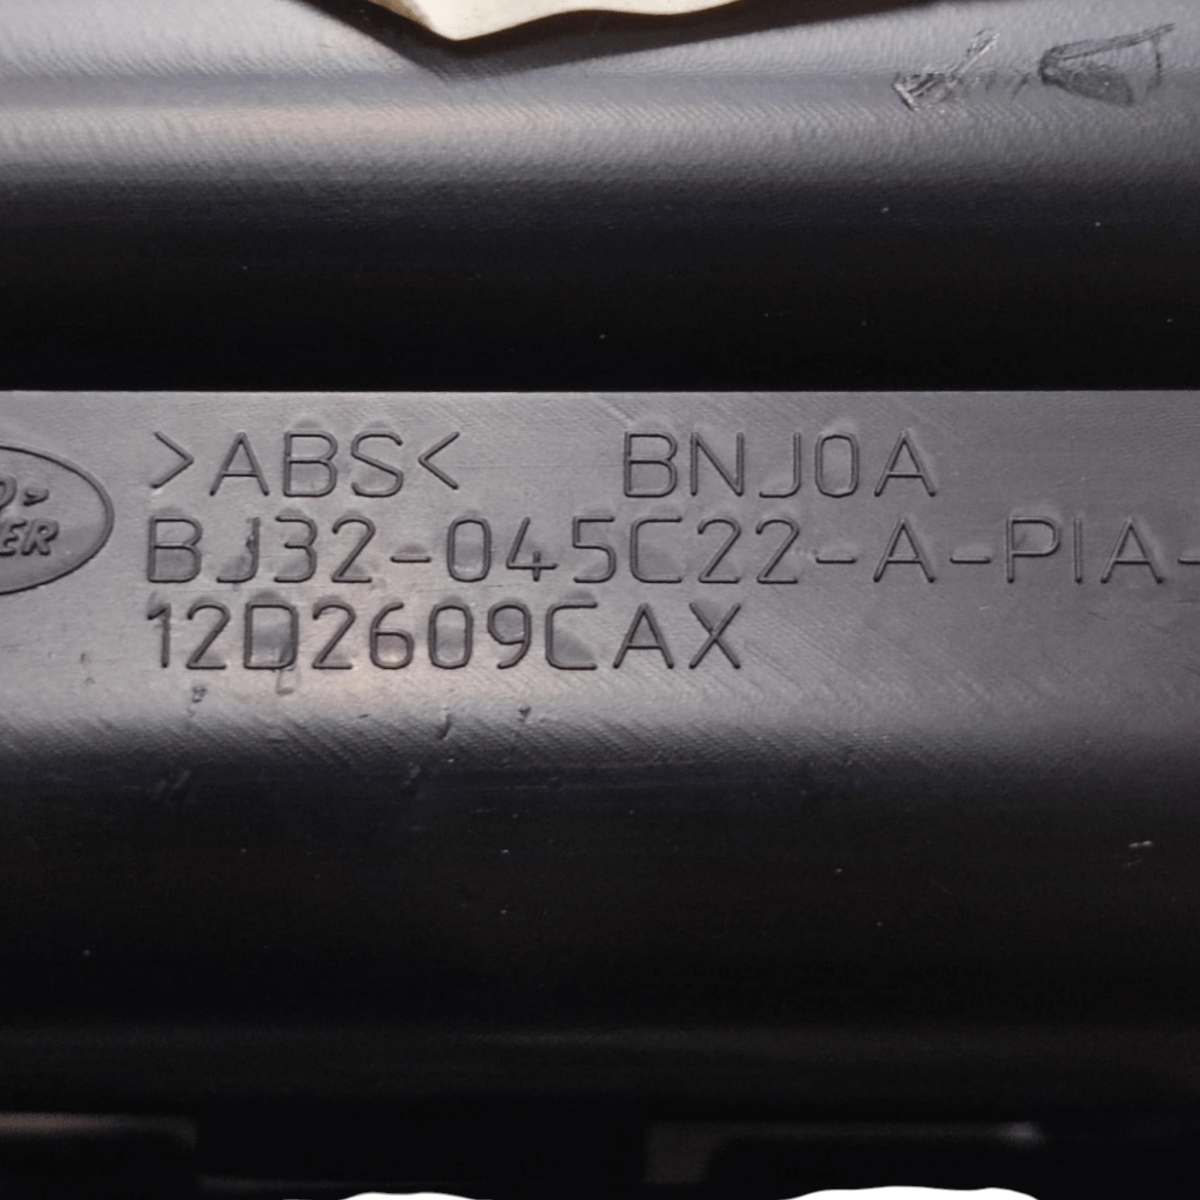 >ABS< BNJ0A
BJ32-045C22-A-PIA-
12D2609CAX